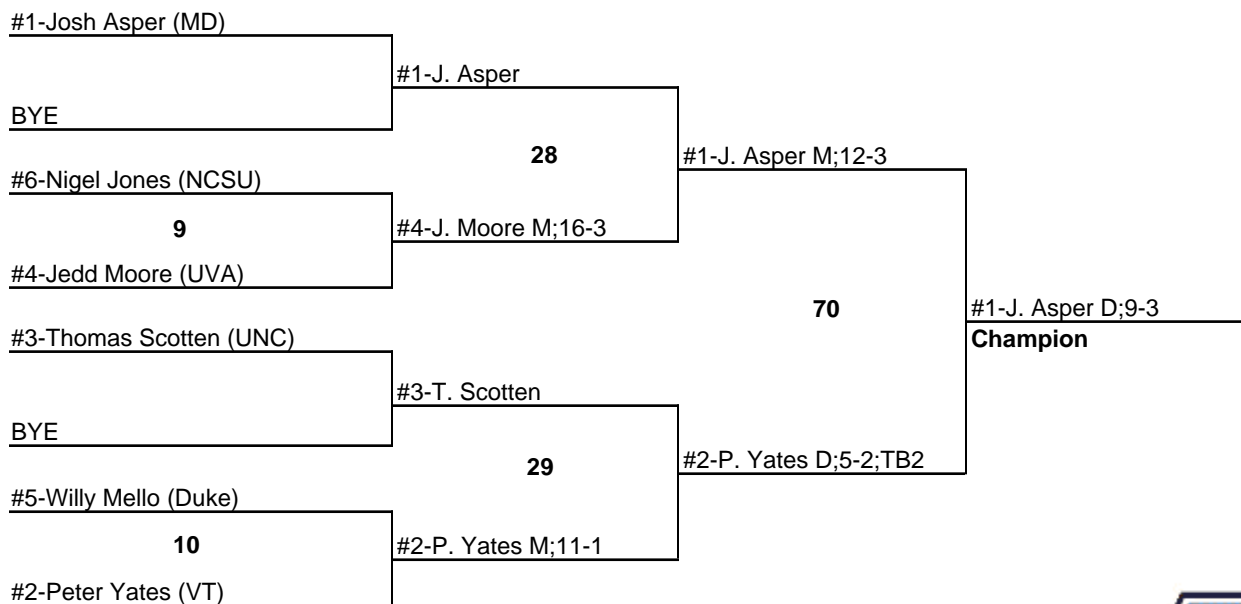 #1-Josh Asper (MD)
#1-J. Asper
BYE
28
#1-J. Asper M;12-3
#6-Nigel Jones (NCSU)
9
#4-J. Moore M;16-3
#4-Jedd Moore (UVA)
70
#1-J. Asper D;9-3
Champion
#3-Thomas Scotten (UNC)
#3-T. Scotten
BYE
29
#2-P. Yates D;5-2;TB2
#5-Willy Mello (Duke)
10
#2-P. Yates M;11-1
#2-Peter Yates (VT)